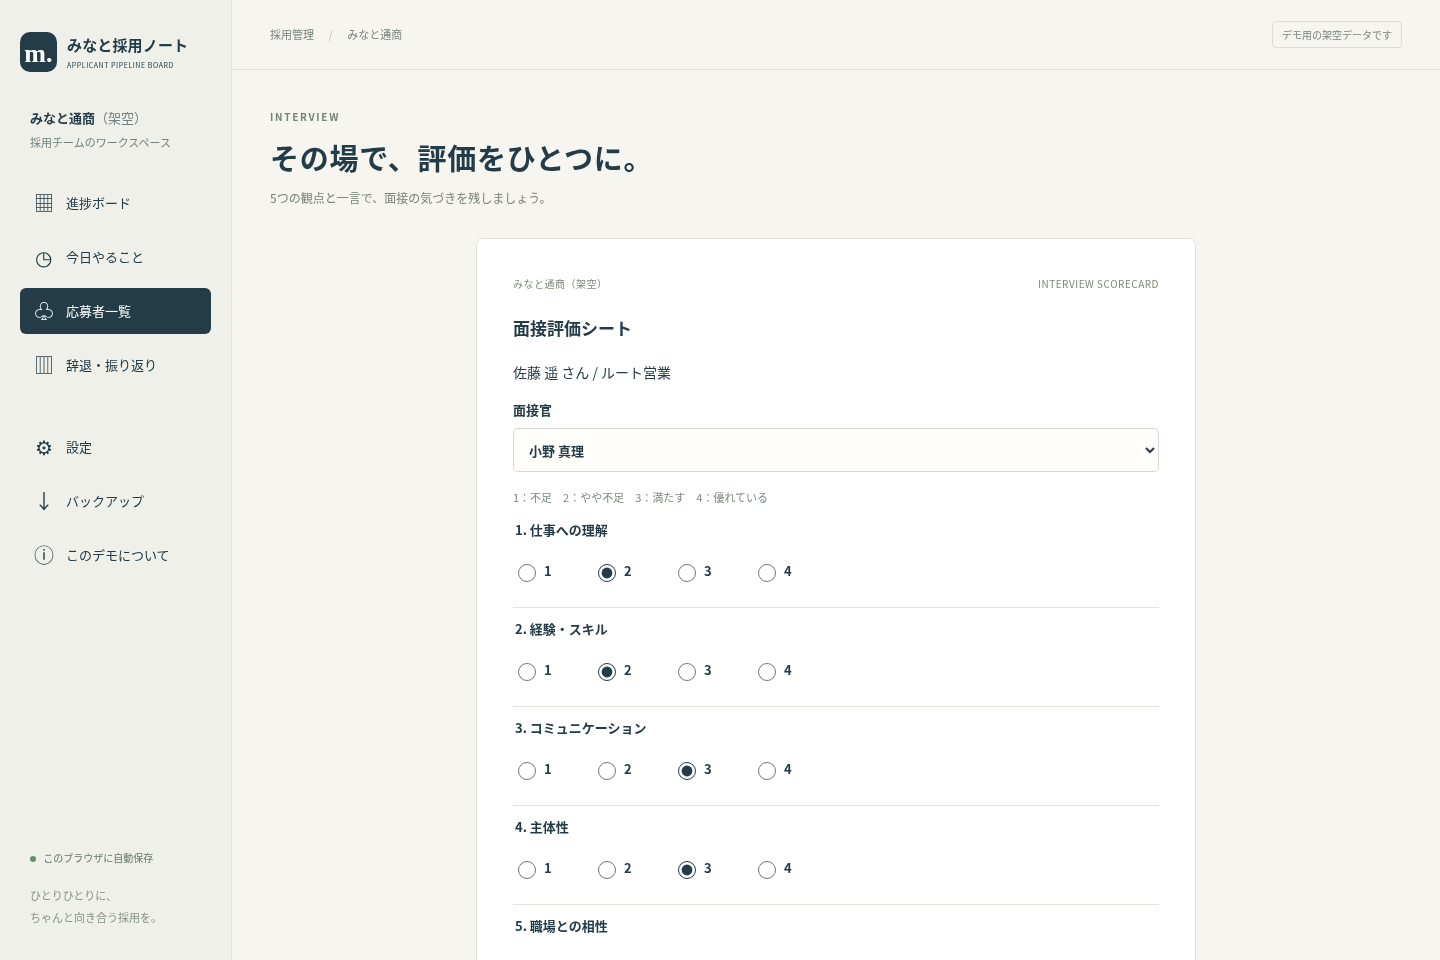 m.
みなと採用ノート
APPLICANT PIPELINE BOARD
みなと通商（架空）
採用チームのワークスペース
進捗ボード
今日やること
応募者一覧
辞退・振り返り
設定
バックアップ
このデモについて
このブラウザに自動保存
ひとりひとりに、
ちゃんと向き合う採用を。
採用管理 / みなと通商
デモ用の架空データです
INTERVIEW
その場で、評価をひとつに。
5つの観点と一言で、面接の気づきを残しましょう。
みなと通商（架空） INTERVIEW SCORECARD
面接評価シート
佐藤 遥 さん / ルート営業
面接官
小野 真理
1：不足 2：やや不足 3：満たす 4：優れている
1. 仕事への理解
1 2 3 4
2. 経験・スキル
1 2 3 4
3. コミュニケーション
1 2 3 4
4. 主体性
1 2 3 4
5. 職場との相性